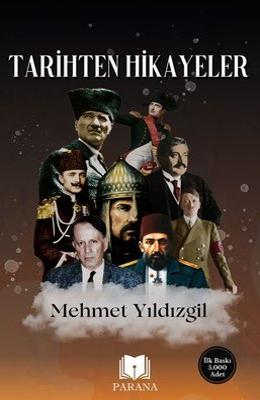 TARİHTEN HİKAYELER
Mehmet Yıldızgil
İlk Baskı
5.000
Adet
PARANA